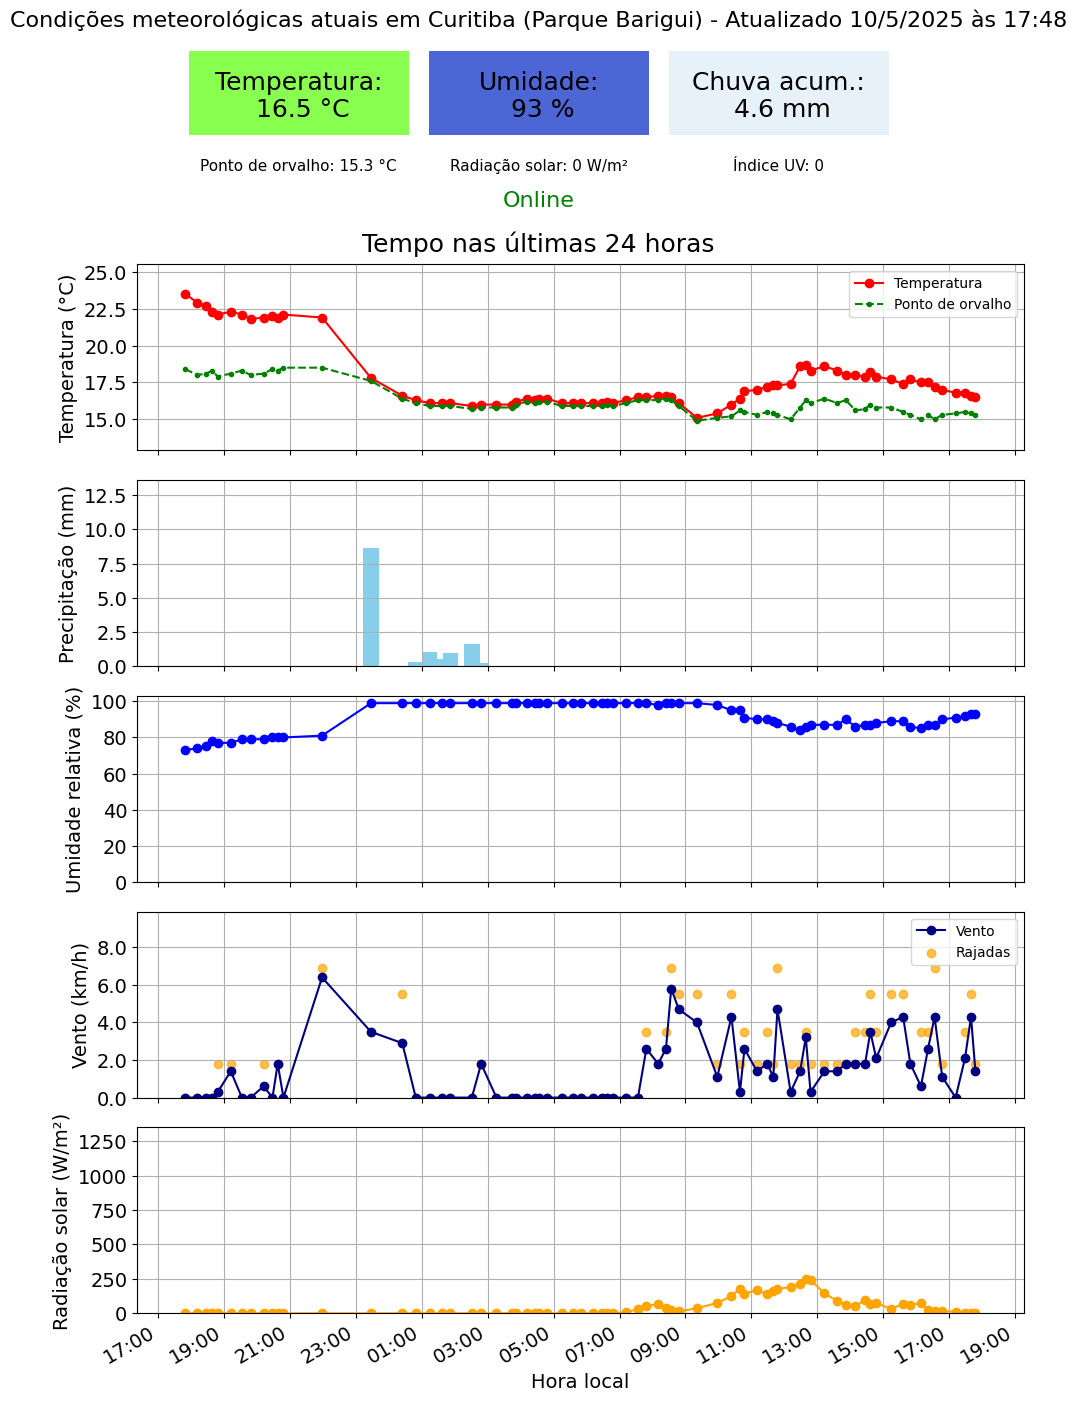 Condições meteorológicas atuais em Curitiba (Parque Barigui) - Atualizado 10/5/2025 às 17:48
Temperatura:
16.5 °C
Umidade:
93 %
Chuva acum.:
4.6 mm
Ponto de orvalho: 15.3 °C
Radiação solar: 0 W/m²
Índice UV: 0
Online
Tempo nas últimas 24 horas
Temperatura (°C)
25.0
22.5
20.0
17.5
15.0
Temperatura
Ponto de orvalho
Precipitação (mm)
12.5
10.0
7.5
5.0
2.5
0.0
Umidade relativa (%)
100
80
60
40
20
0
Vento (km/h)
8.0
6.0
4.0
2.0
0.0
Vento
Rajadas
Radiação solar (W/m²)
1250
1000
750
500
250
0
17:00
19:00
21:00
23:00
01:00
03:00
05:00
07:00
09:00
11:00
13:00
15:00
17:00
19:00
Hora local